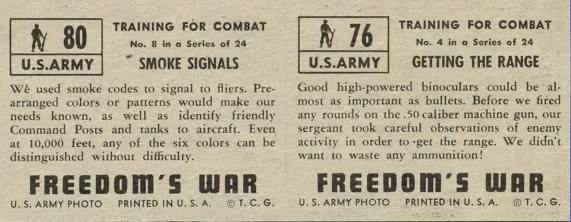 80
U.S.ARMY
TRAINING FOR COMBAT
No. 8 in a Series of 24
SMOKE SIGNALS
We used smoke codes to signal to fliers. Pre-
arranged colors or patterns would make our
needs known, as well as identify friendly
Command Posts and tanks to aircraft. Even
at 10,000 feet, any of the six colors can be
distinguished without difficulty.
FREEDOM'S WAR
U. S. ARMY PHOTO PRINTED IN U. S. A. © T. C. G.
76
U.S.ARMY
TRAINING FOR COMBAT
No. 4 in a Series of 24
GETTING THE RANGE
Good high-powered binoculars could be al-
most as important as bullets. Before we fired
any rounds on the .50 caliber machine gun, our
sergeant took careful observations of enemy
activity in order to get the range. We didn't
want to waste any ammunition!
FREEDOM'S WAR
U. S. ARMY PHOTO PRINTED IN U. S. A. © T. C. G.